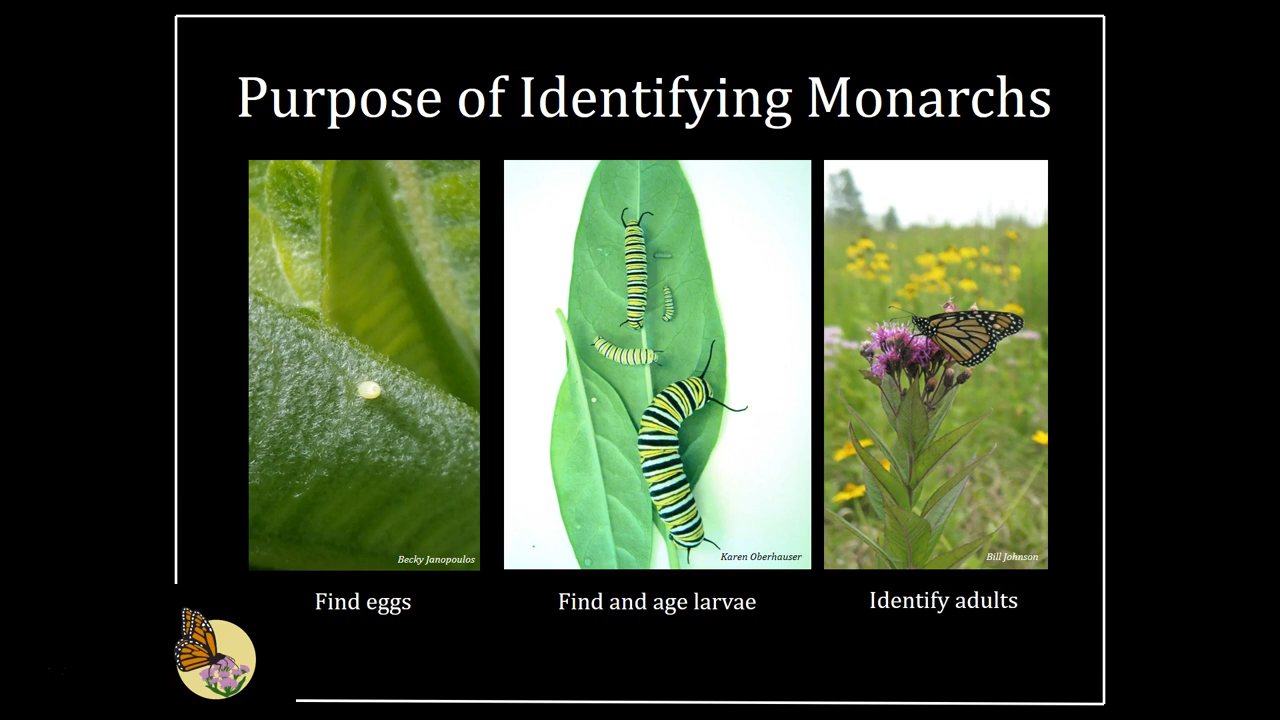 Purpose of Identifying Monarchs
Becky Janopoulos
Karen Oberhauser
Bill Johnson
Find eggs
Find and age larvae
Identify adults